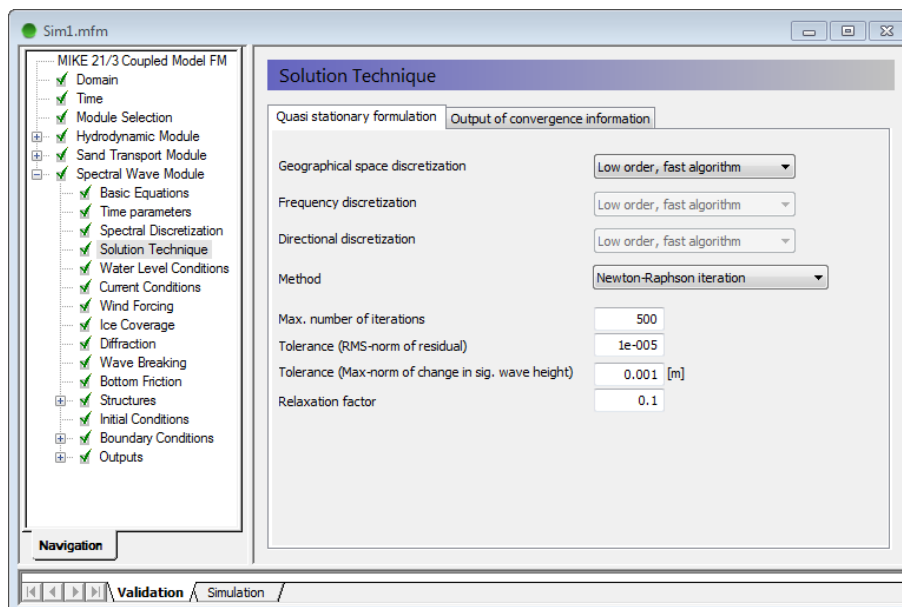 Sim1.mfm
MIKE 21/3 Coupled Model FM
Domain
Time
Module Selection
Hydrodynamic Module
Sand Transport Module
Spectral Wave Module
Basic Equations
Time parameters
Spectral Discretization
Solution Technique
Water Level Conditions
Current Conditions
Wind Forcing
Ice Coverage
Diffraction
Wave Breaking
Bottom Friction
Structures
Initial Conditions
Boundary Conditions
Outputs
Navigation
Solution Technique
Quasi stationary formulation Output of convergence information
Geographical space discretization Low order, fast algorithm
Frequency discretization Low order, fast algorithm
Directional discretization Low order, fast algorithm
Method Newton-Raphson iteration
Max. number of iterations 500
Tolerance (RMS-norm of residual) 1e-005
Tolerance (Max-norm of change in sig. wave height) 0.001 [m]
Relaxation factor 0.1
Validation Simulation